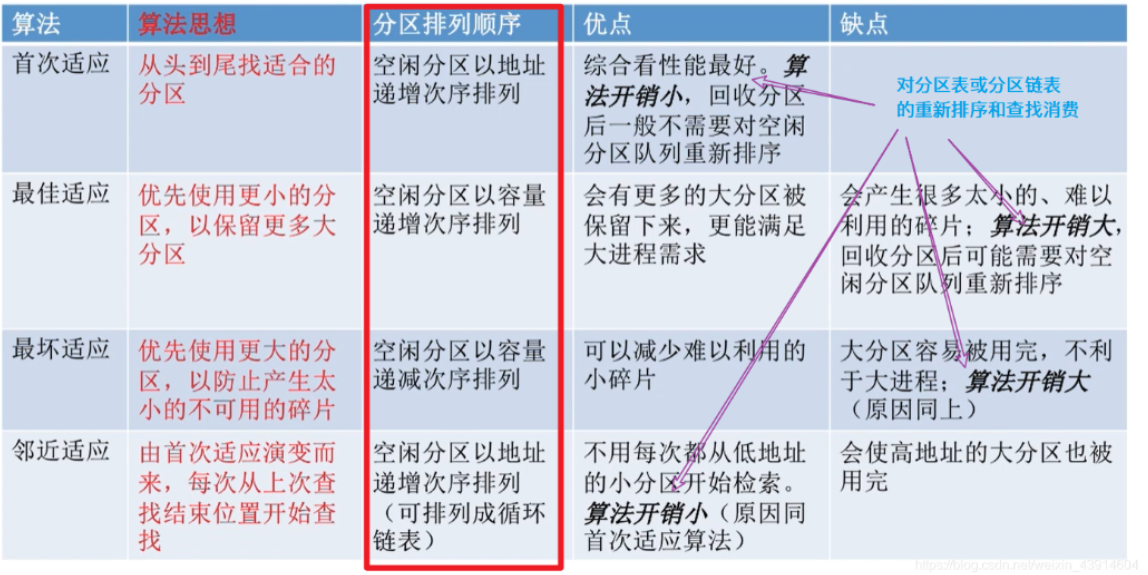 算法
算法思想
分区排列顺序
优点
缺点
首次适应
从头到尾找适合的
分区
空闲分区以地址
递增次序排列
综合看性能最好。算
法开销小，回收分区
后一般不需要对空闲
分区队列重新排序
对分区表或分区链表
的重新排序和查找消费
最佳适应
优先使用更小的分
区，以保留更多大
分区
空闲分区以容量
递增次序排列
会有更多的大分区被
保留下来，更能满足
大进程需求
会产生很多太小的、难以
利用的碎片；算法开销大，
回收分区后可能需要对空
闲分区队列重新排序
最坏适应
优先使用更大的分
区，以防止产生太
小的不可用的碎片
空闲分区以容量
递减次序排列
可以减少难以利用的
小碎片
大分区容易被用完，不利
于大进程；算法开销大
（原因同上）
邻近适应
由首次适应演变而
来，每次从上次查
找结束位置开始查
找
空闲分区以地址
递增次序排列
（可排列成循环
链表）
不用每次都从低地址
的小分区开始检索。
算法开销小（原因同
首次适应算法）
会使高地址的大分区也被
用完
https://blog.csdn.net/weixin_43914604